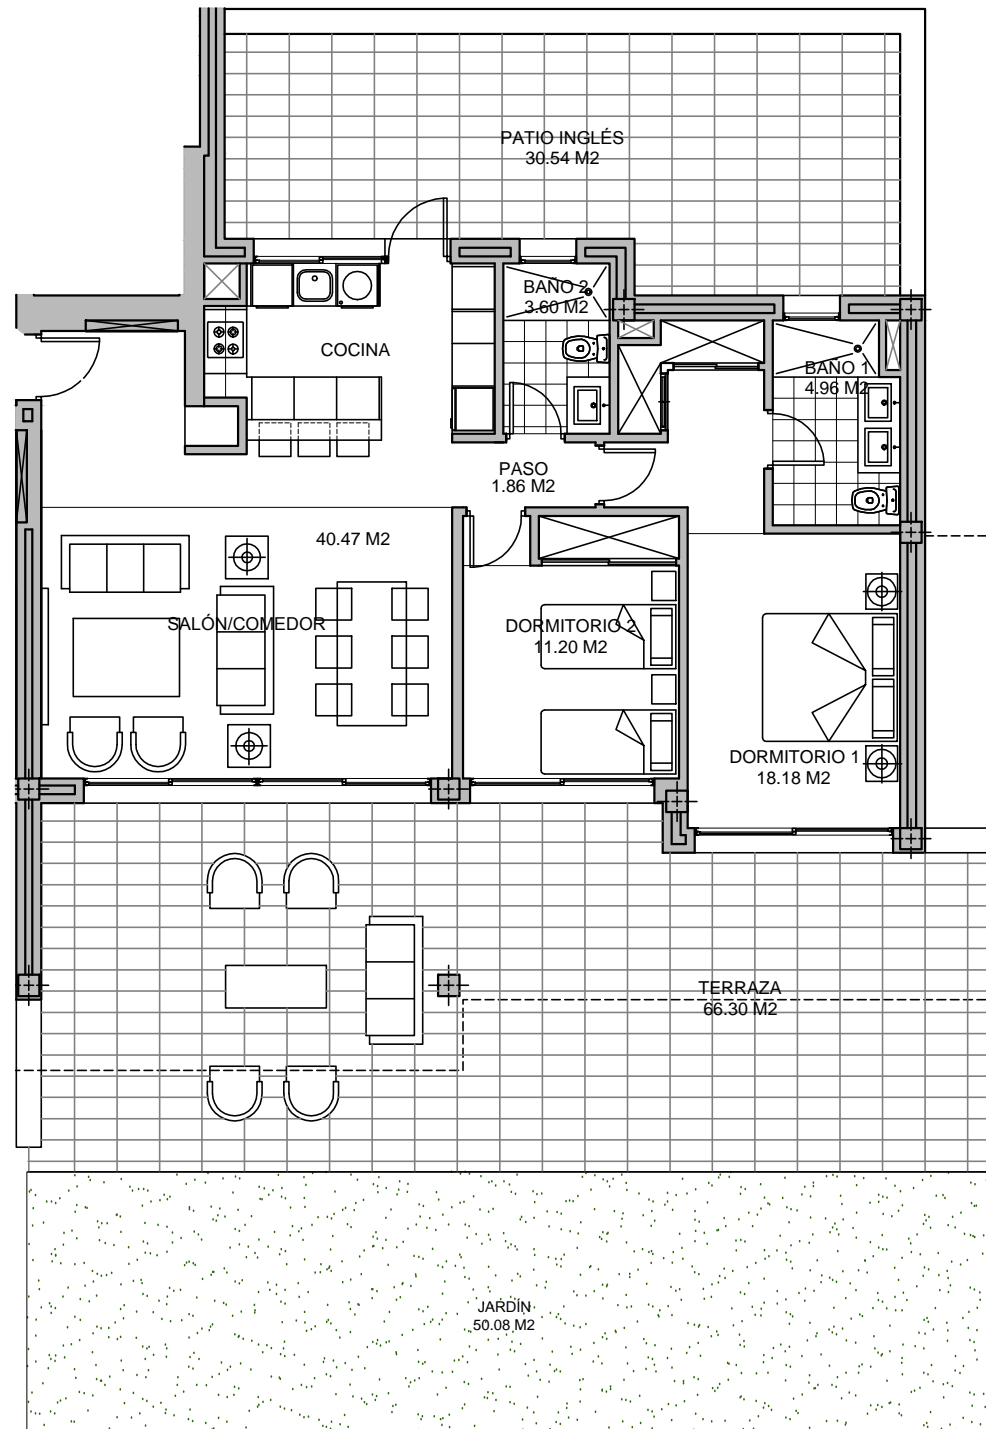 PATIO INGLÉS
30.54 M2
BAÑO 2
3.60 M2
COCINA
BAÑO 1
4.96 M2
PASO
1.86 M2
40.47 M2
SALÓN/COMEDOR
DORMITORIO 2
11.20 M2
DORMITORIO 1
18.18 M2
TERRAZA
66.30 M2
JARDÍN
50.08 M2